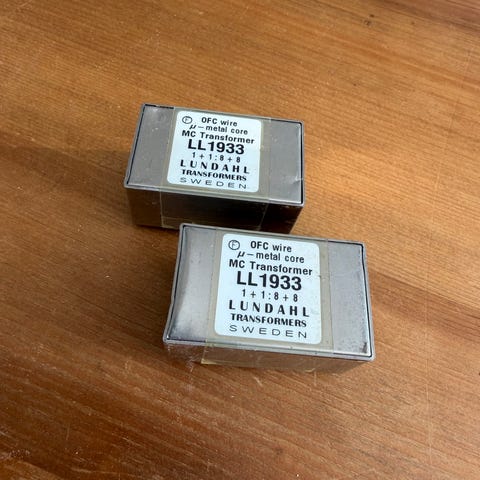 Ⓕ OFC wire
μ-metal core
MC Transformer
LL1933
1+1:8+8
LUNDAHL
TRANSFORMERS
SWEDEN
Ⓕ OFC wire
μ-metal core
MC Transformer
LL1933
1+1:8+8
LUNDAHL
TRANSFORMERS
SWEDEN